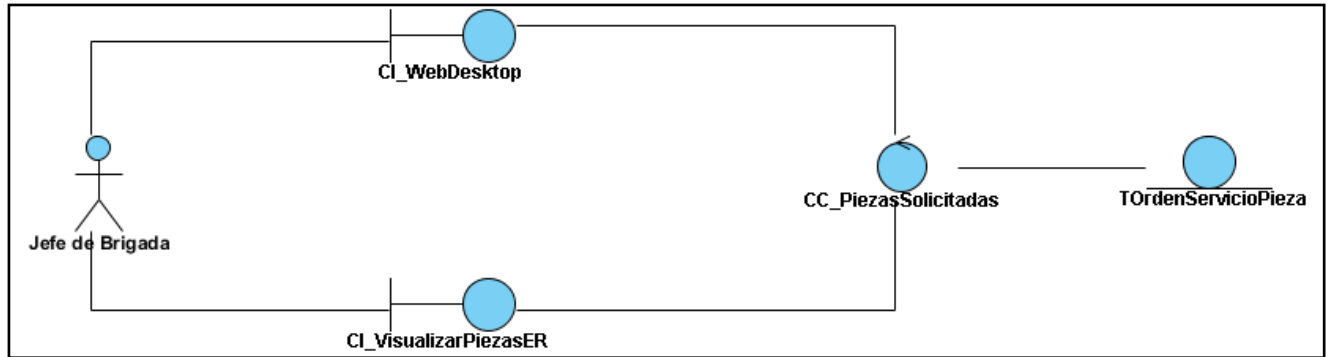 CI_WebDesktop
CC_PiezasSolicitadas
TOrdenServicioPieza
Jefe de Brigada
CI_VisualizarPiezasER